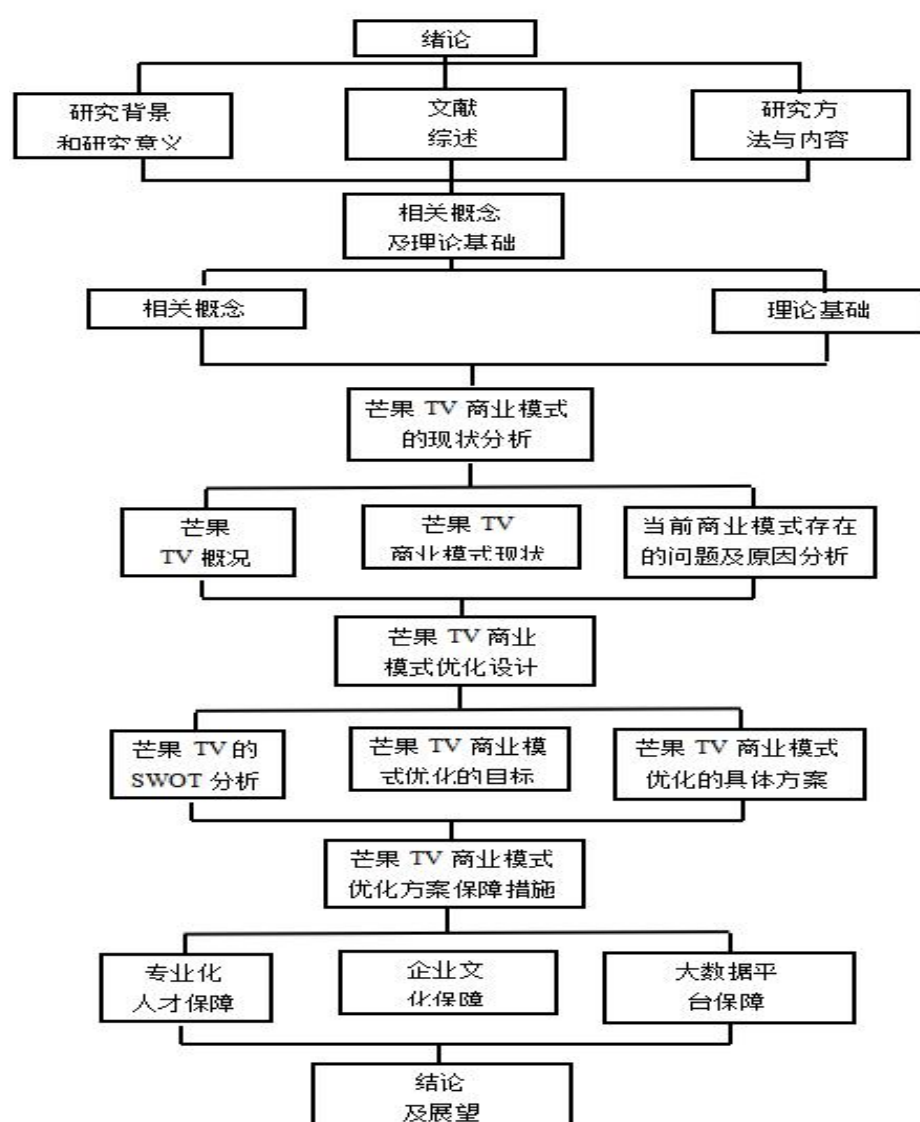 绪论
研究背景
和研究意义
文献
综述
研究方
法与内容
相关概念
及理论基础
相关概念
理论基础
芒果 TV 商业模式
的现状分析
芒果
TV 概况
芒果 TV
商业模式现状
当前商业模式存在
的问题及原因分析
芒果 TV 商业
模式优化设计
芒果 TV 的
SWOT 分析
芒果 TV 商业模
式优化的目标
芒果 TV 商业模式
优化的具体方案
芒果 TV 商业模式
优化方案保障措施
专业化
人才保障
企业文
化保障
大数据平
台保障
结论
及展望